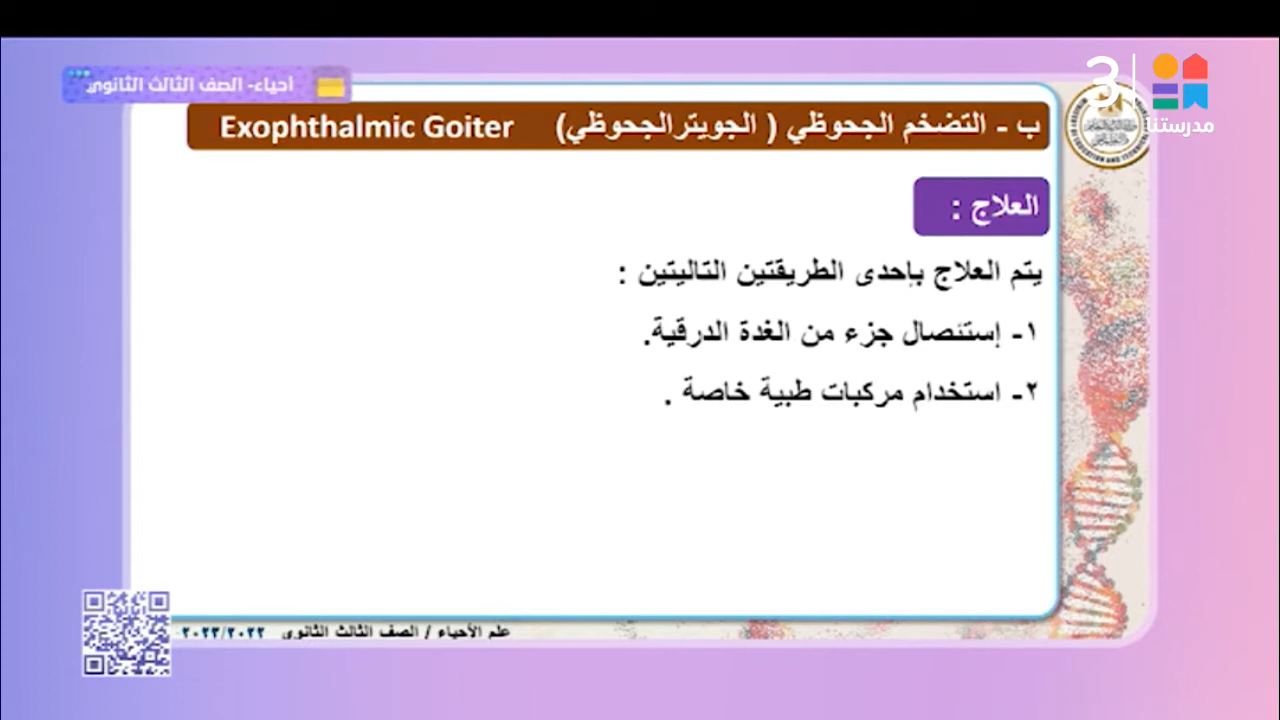 أحياء- الصف الثالث الثانوي
3
مدرستنا
ب - التضخم الجحوظي ( الجويترالجحوظي) Exophthalmic Goiter
العلاج :
يتم العلاج بإحدى الطريقتين التاليتين :
١- إستئصال جزء من الغدة الدرقية.
٢- استخدام مركبات طبية خاصة .
علم الأحياء / الصف الثالث الثانوي ٢٠٢٣/٢٠٢٢